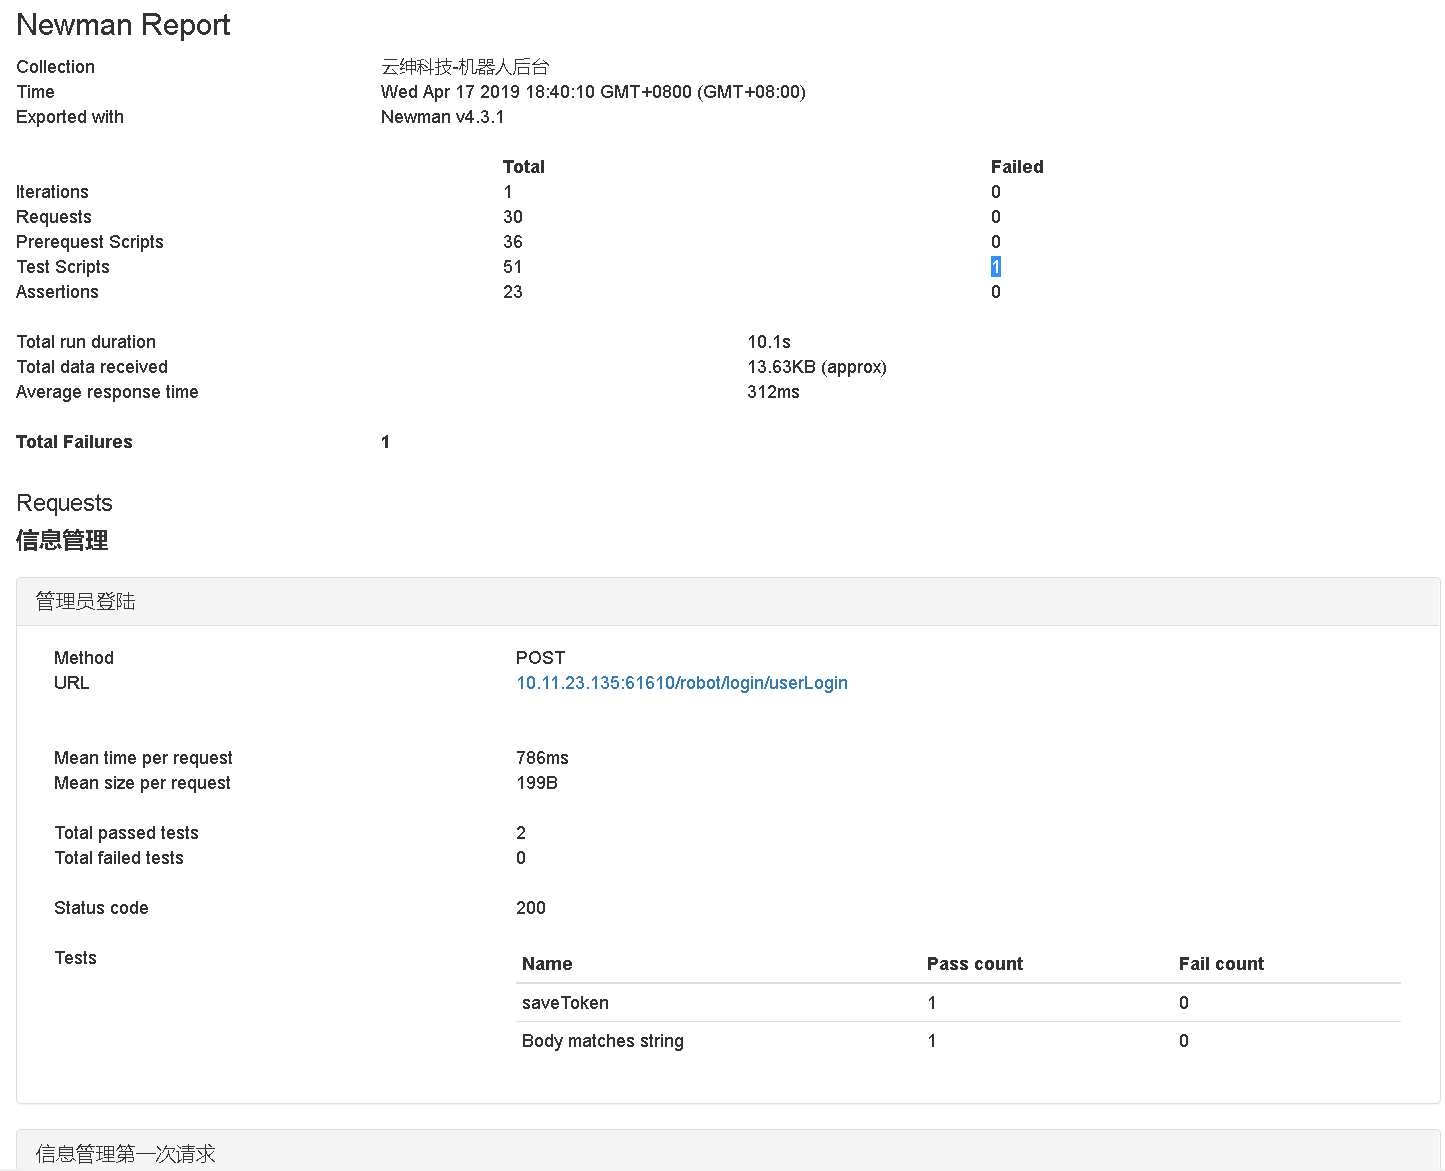 Newman Report
Collection 云绅科技-机器人后台
Time Wed Apr 17 2019 18:40:10 GMT+0800 (GMT+08:00)
Exported with Newman v4.3.1
Total Failed
Iterations 1 0
Requests 30 0
Prerequest Scripts 36 0
Test Scripts 51 1
Assertions 23 0
Total run duration 10.1s
Total data received 13.63KB (approx)
Average response time 312ms
Total Failures 1
Requests
信息管理
管理员登陆
Method POST
URL 10.11.23.135:61610/robot/login/userLogin
Mean time per request 786ms
Mean size per request 199B
Total passed tests 2
Total failed tests 0
Status code 200
Tests Name Pass count Fail count
saveToken 1 0
Body matches string 1 0
信息管理第一次请求